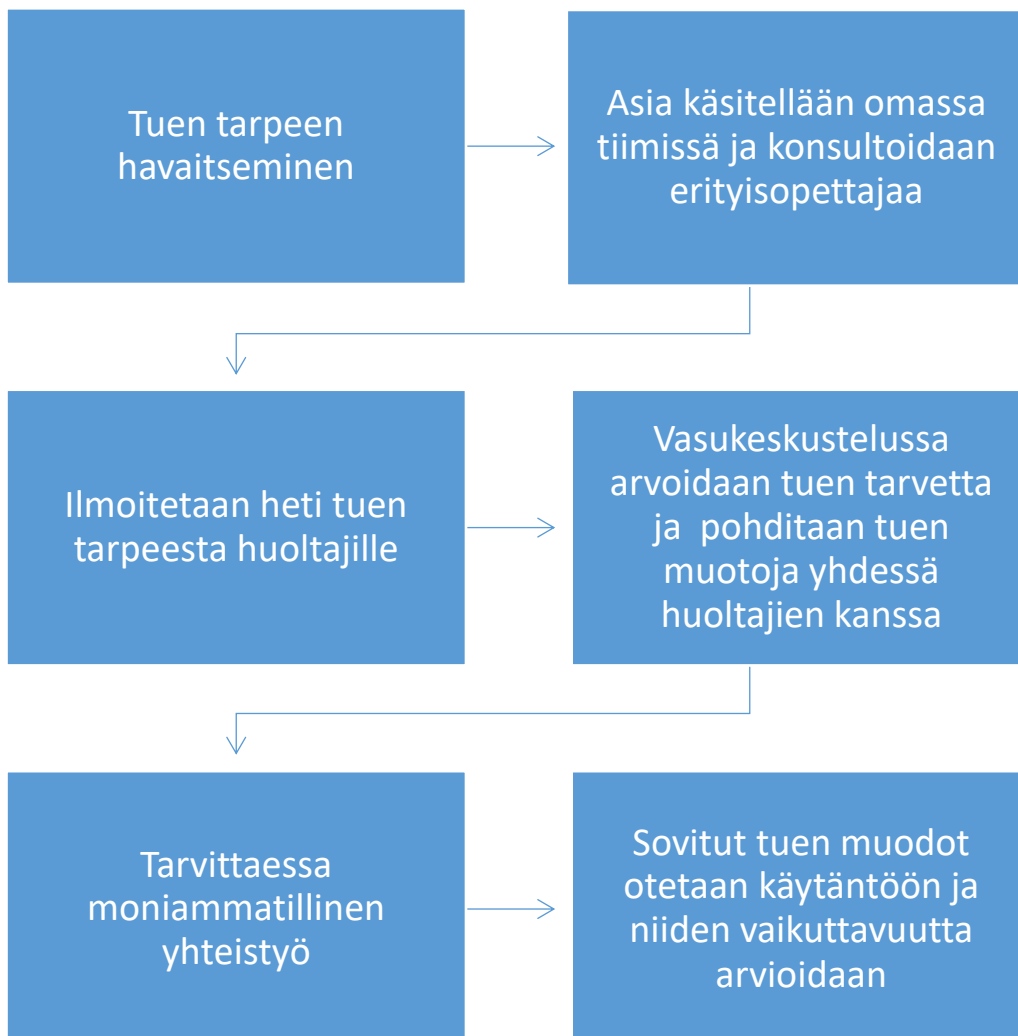 Tuen tarpeen
havaitseminen
Asia käsitellään omassa
tiimissä ja konsultoidaan
erityisopettajaa
Ilmoitetaan heti tuen
tarpeesta huoltajille
Vasukeskustelussa
arvoidaan tuen tarvetta
ja pohditaan tuen
muotoja yhdessä
huoltajien kanssa
Tarvittaessa
moniammatillinen
yhteistyö
Sovitut tuen muodot
otetaan käytäntöön ja
niiden vaikuttavuutta
arvioidaan